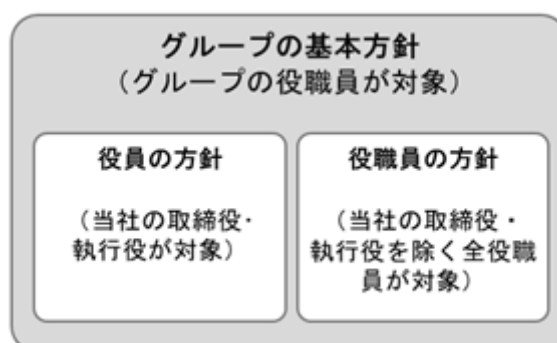 グループの基本方針
（グループの役職員が対象）
役員の方針
（当社の取締役・
執行役が対象）
役職員の方針
（当社の取締役・
執行役を除く全役職
員が対象）